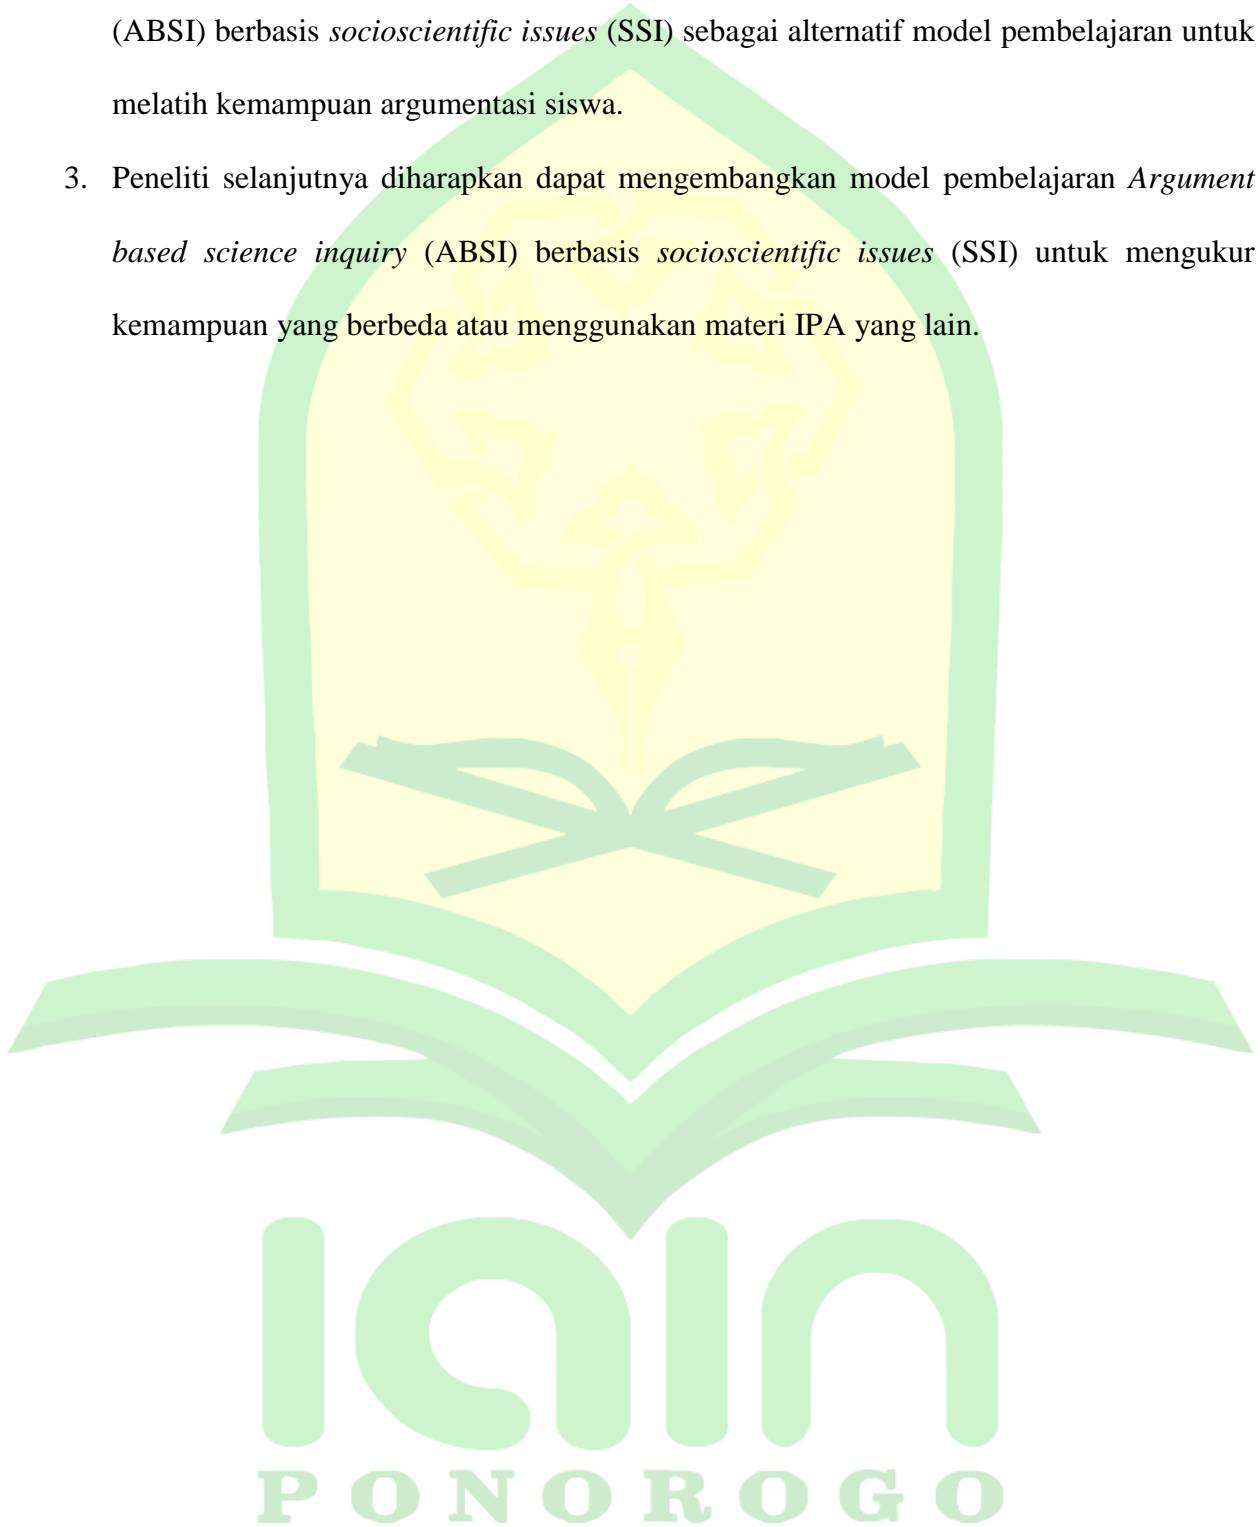 (ABSI) berbasis socioscientific issues (SSI) sebagai alternatif model pembelajaran untuk
melatih kemampuan argumentasi siswa.
3. Peneliti selanjutnya diharapkan dapat mengembangkan model pembelajaran Argument
based science inquiry (ABSI) berbasis socioscientific issues (SSI) untuk mengukur
kemampuan yang berbeda atau menggunakan materi IPA yang lain.
iain
PONOROGO